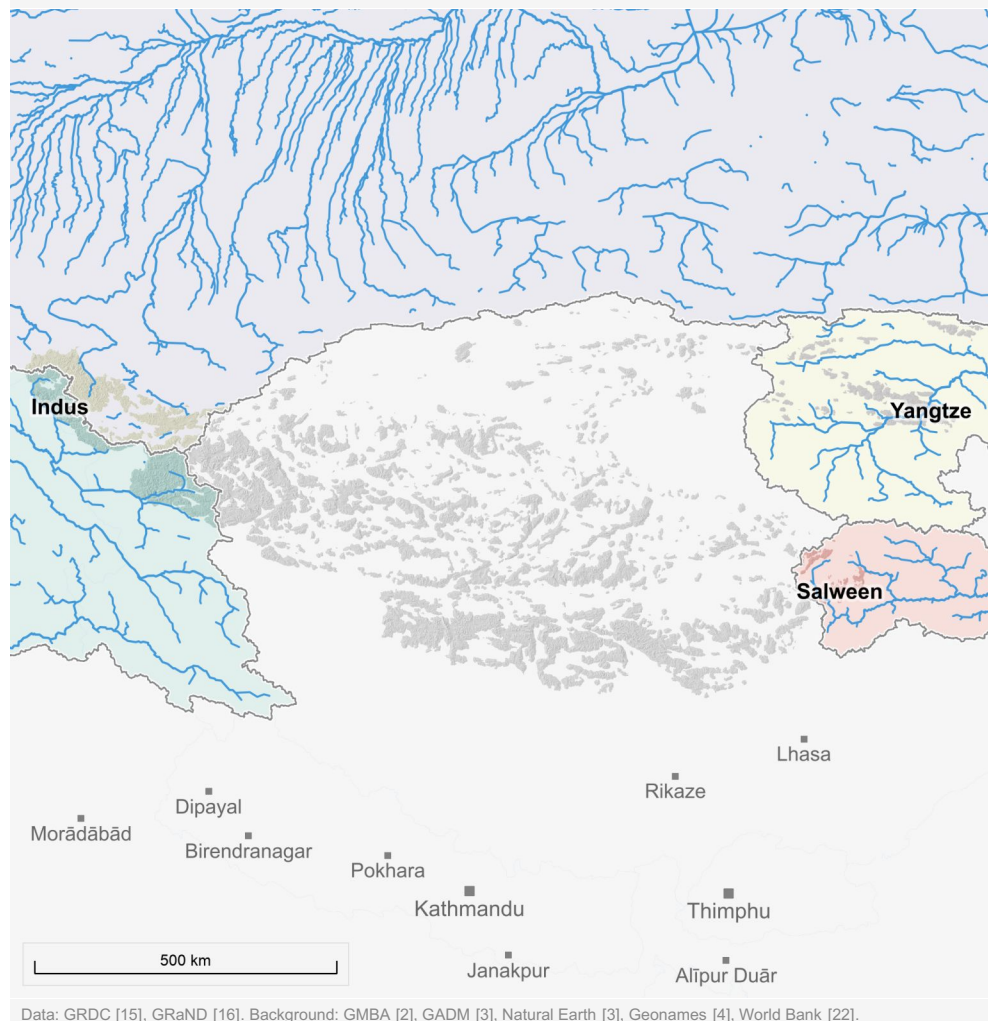 Indus
Yangtze
Salween
Lhasa
Rikaze
Dipayal
Morādābād
Birendranagar
Pokhara
Kathmandu
Thimphu
500 km
Janakpur
Alīpur Duār
Data: GRDC [15], GRanD [16]. Background: GMBA [2], GADM [3], Natural Earth [3], Geonames [4], World Bank [22].